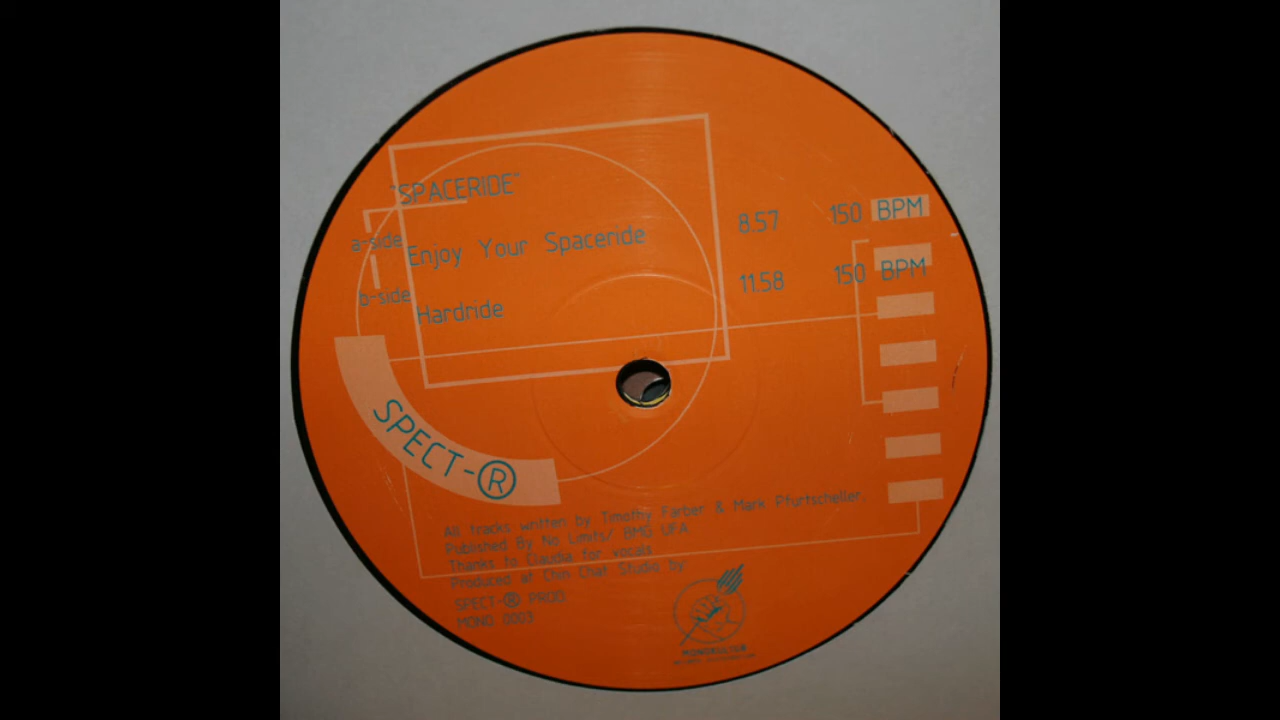 "SPACERIDE"
a-side Enjoy Your Spaceride 8.57 150 BPM
b-side Hardride 11.58 150 BPM
SPECT-®
All tracks written by Timothy Farber & Mark Pfurtscheller.
Published By No Limits/ BMG UFA
Thanks to Claudia for vocals
Produced at Chin Chat Studio by:
SPECT-® PROD.
MONO 0003
MONOKULTUR